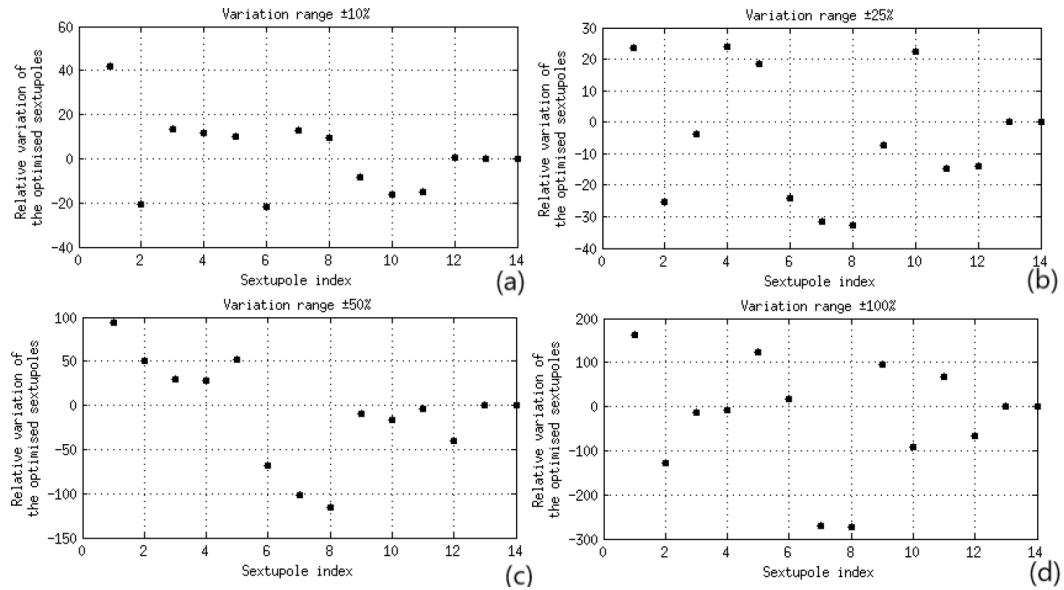 Variation range ±10%
Relative variation of
the optimised sextupoles
60
40
20
0
−20
−40
0 2 4 6 8 10 12 14
Sextupole index
(a)
Variation range ±25%
Relative variation of
the optimised sextupoles
30
20
10
0
−10
−20
−30
−40
0 2 4 6 8 10 12 14
Sextupole index
(b)
Variation range ±50%
Relative variation of
the optimised sextupoles
100
50
0
−50
−100
−150
0 2 4 6 8 10 12 14
Sextupole index
(c)
Variation range ±100%
Relative variation of
the optimised sextupoles
200
100
0
−100
−200
−300
0 2 4 6 8 10 12 14
Sextupole index
(d)